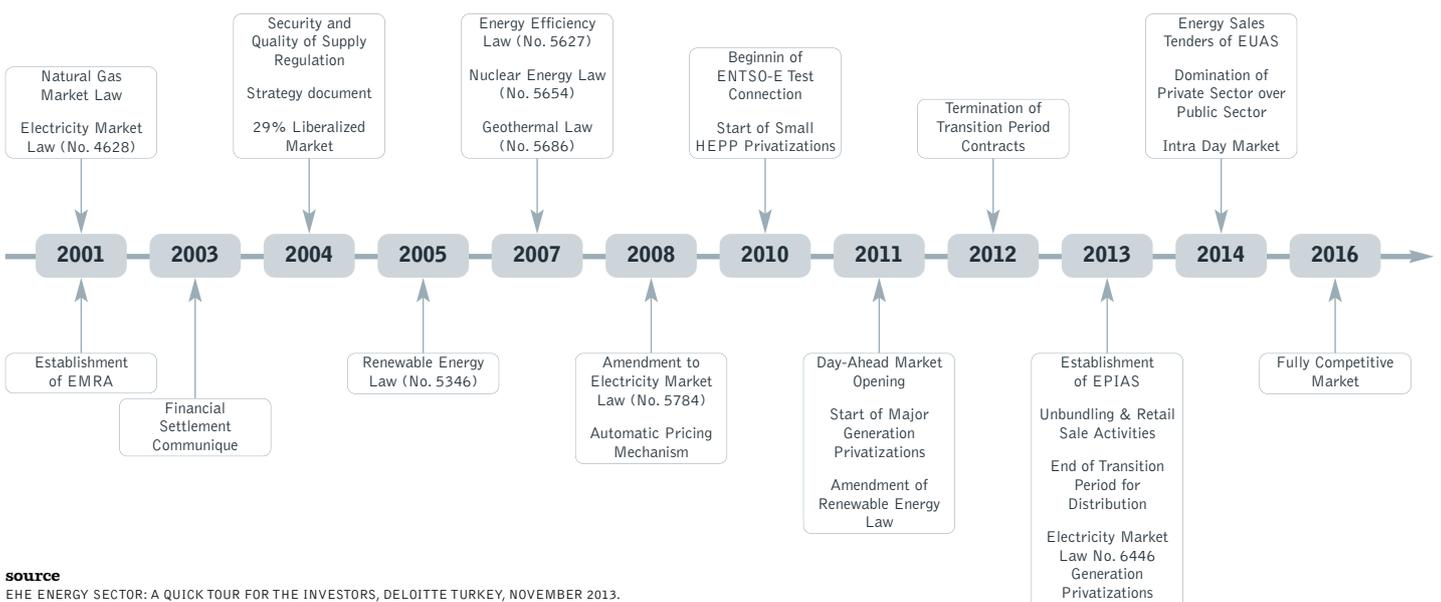 Natural Gas
Market Law
Electricity Market
Law (No. 4628)
Security and
Quality of Supply
Regulation
Strategy document
29% Liberalized
Market
Energy Efficiency
Law (No. 5627)
Nuclear Energy Law
(No. 5654)
Geothermal Law
(No. 5686)
Beginnin of
ENTSO-E Test
Connection
Start of Small
HEPP Privatizations
Termination of
Transition Period
Contracts
Energy Sales
Tenders of EUAS
Domination of
Private Sector over
Public Sector
Intra Day Market
2001 2003 2004 2005 2007 2008 2010 2011 2012 2013 2014 2016
Establishment
of EMRA
Financial
Settlement
Communique
Renewable Energy
Law (No. 5346)
Amendment to
Electricity Market
Law (No. 5784)
Automatic Pricing
Mechanism
Day-Ahead Market
Opening
Start of Major
Generation
Privatizations
Amendment of
Renewable Energy
Law
Establishment
of EPIAS
Unbundling & Retail
Sale Activities
End of Transition
Period for
Distribution
Electricity Market
Law No. 6446
Generation
Privatizations
Fully Competitive
Market
source
EHE ENERGY SECTOR: A QUICK TOUR FOR THE INVESTORS, DELOITTE TURKEY, NOVEMBER 2013.